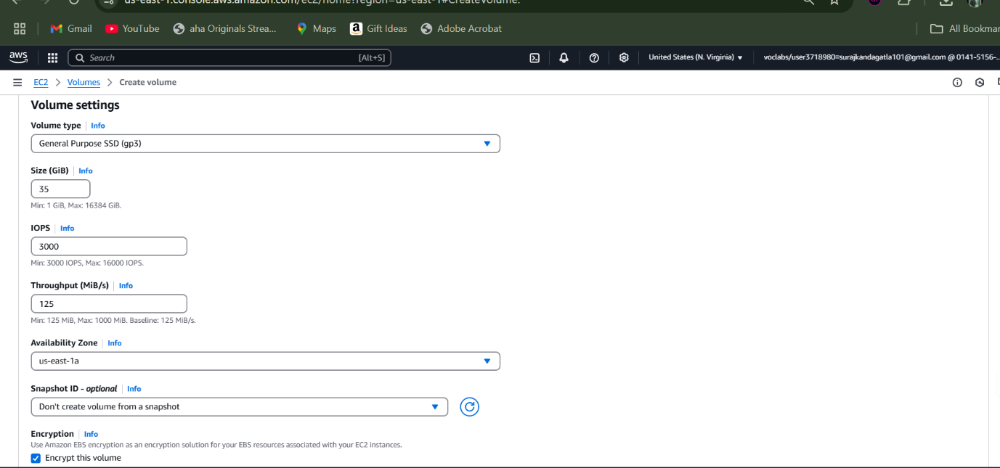 us-east-1.console.aws.amazon.com/ec2/home?region=us-east-1#CreateVolume:
Gmail YouTube aha Originals Strea... Maps Gift Ideas Adobe Acrobat All Bookmar
aws Search [Alt+S] United States (N. Virginia) voclabs/user3718980=surajkandagatla101@gmail.com @ 0141-5156-...
EC2 > Volumes > Create volume
Volume settings
Volume type Info
General Purpose SSD (gp3)
Size (GiB) Info
35
Min: 1 GiB, Max: 16384 GiB.
IOPS Info
3000
Min: 3000 IOPS, Max: 16000 IOPS.
Throughput (MiB/s) Info
125
Min: 125 MiB, Max: 1000 MiB. Baseline: 125 MiB/s.
Availability Zone Info
us-east-1a
Snapshot ID - optional Info
Don't create volume from a snapshot
Encryption Info
Use Amazon EBS encryption as an encryption solution for your EBS resources associated with your EC2 instances.
Encrypt this volume